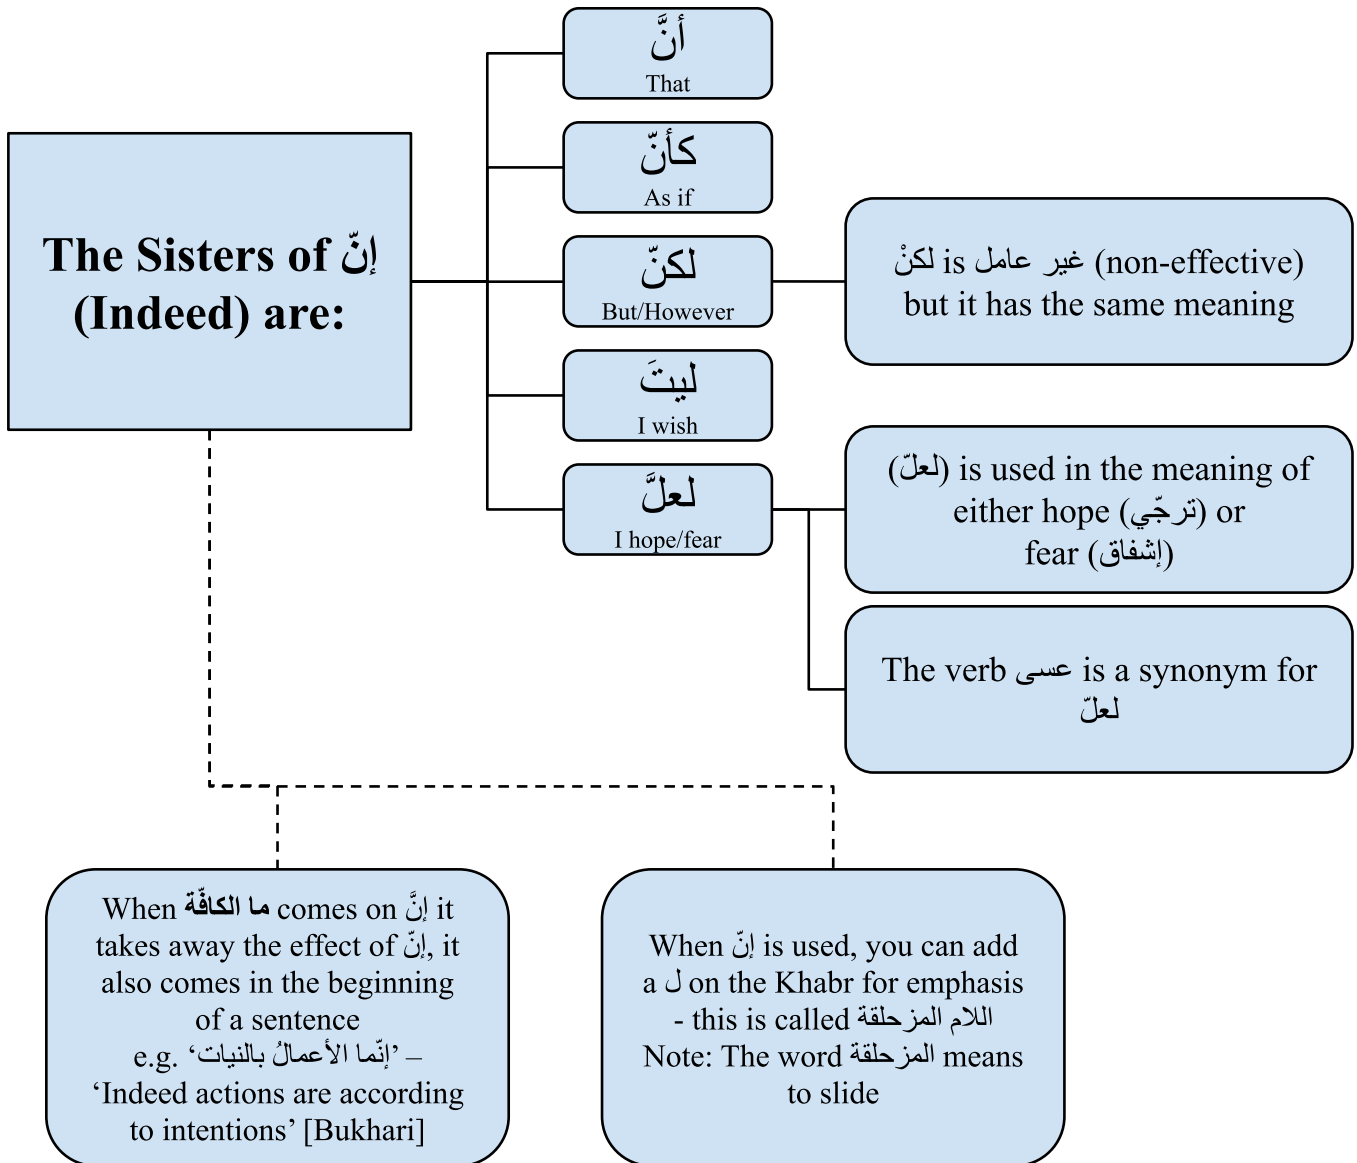 The Sisters of إنّ
(Indeed) are:
أنَّ
That
كأنّ
As if
لكنّ
But/However
لكنْ is غير عامل (non-effective)
but it has the same meaning
ليتَ
I wish
لعلَّ
I hope/fear
(لعلّ) is used in the meaning of
either hope (ترجّي) or
fear (إشفاق)
The verb عسى is a synonym for
لعلّ
When ما الكافّة comes on إنَّ it
takes away the effect of إنّ, it
also comes in the beginning
of a sentence
e.g. ‘إنّما الأعمالُ بالنيات’ –
‘Indeed actions are according
to intentions’ [Bukhari]
When إنّ is used, you can add
a ل on the Khabr for emphasis
- this is called اللام المزحلقة
Note: The word المزحلقة means
to slide